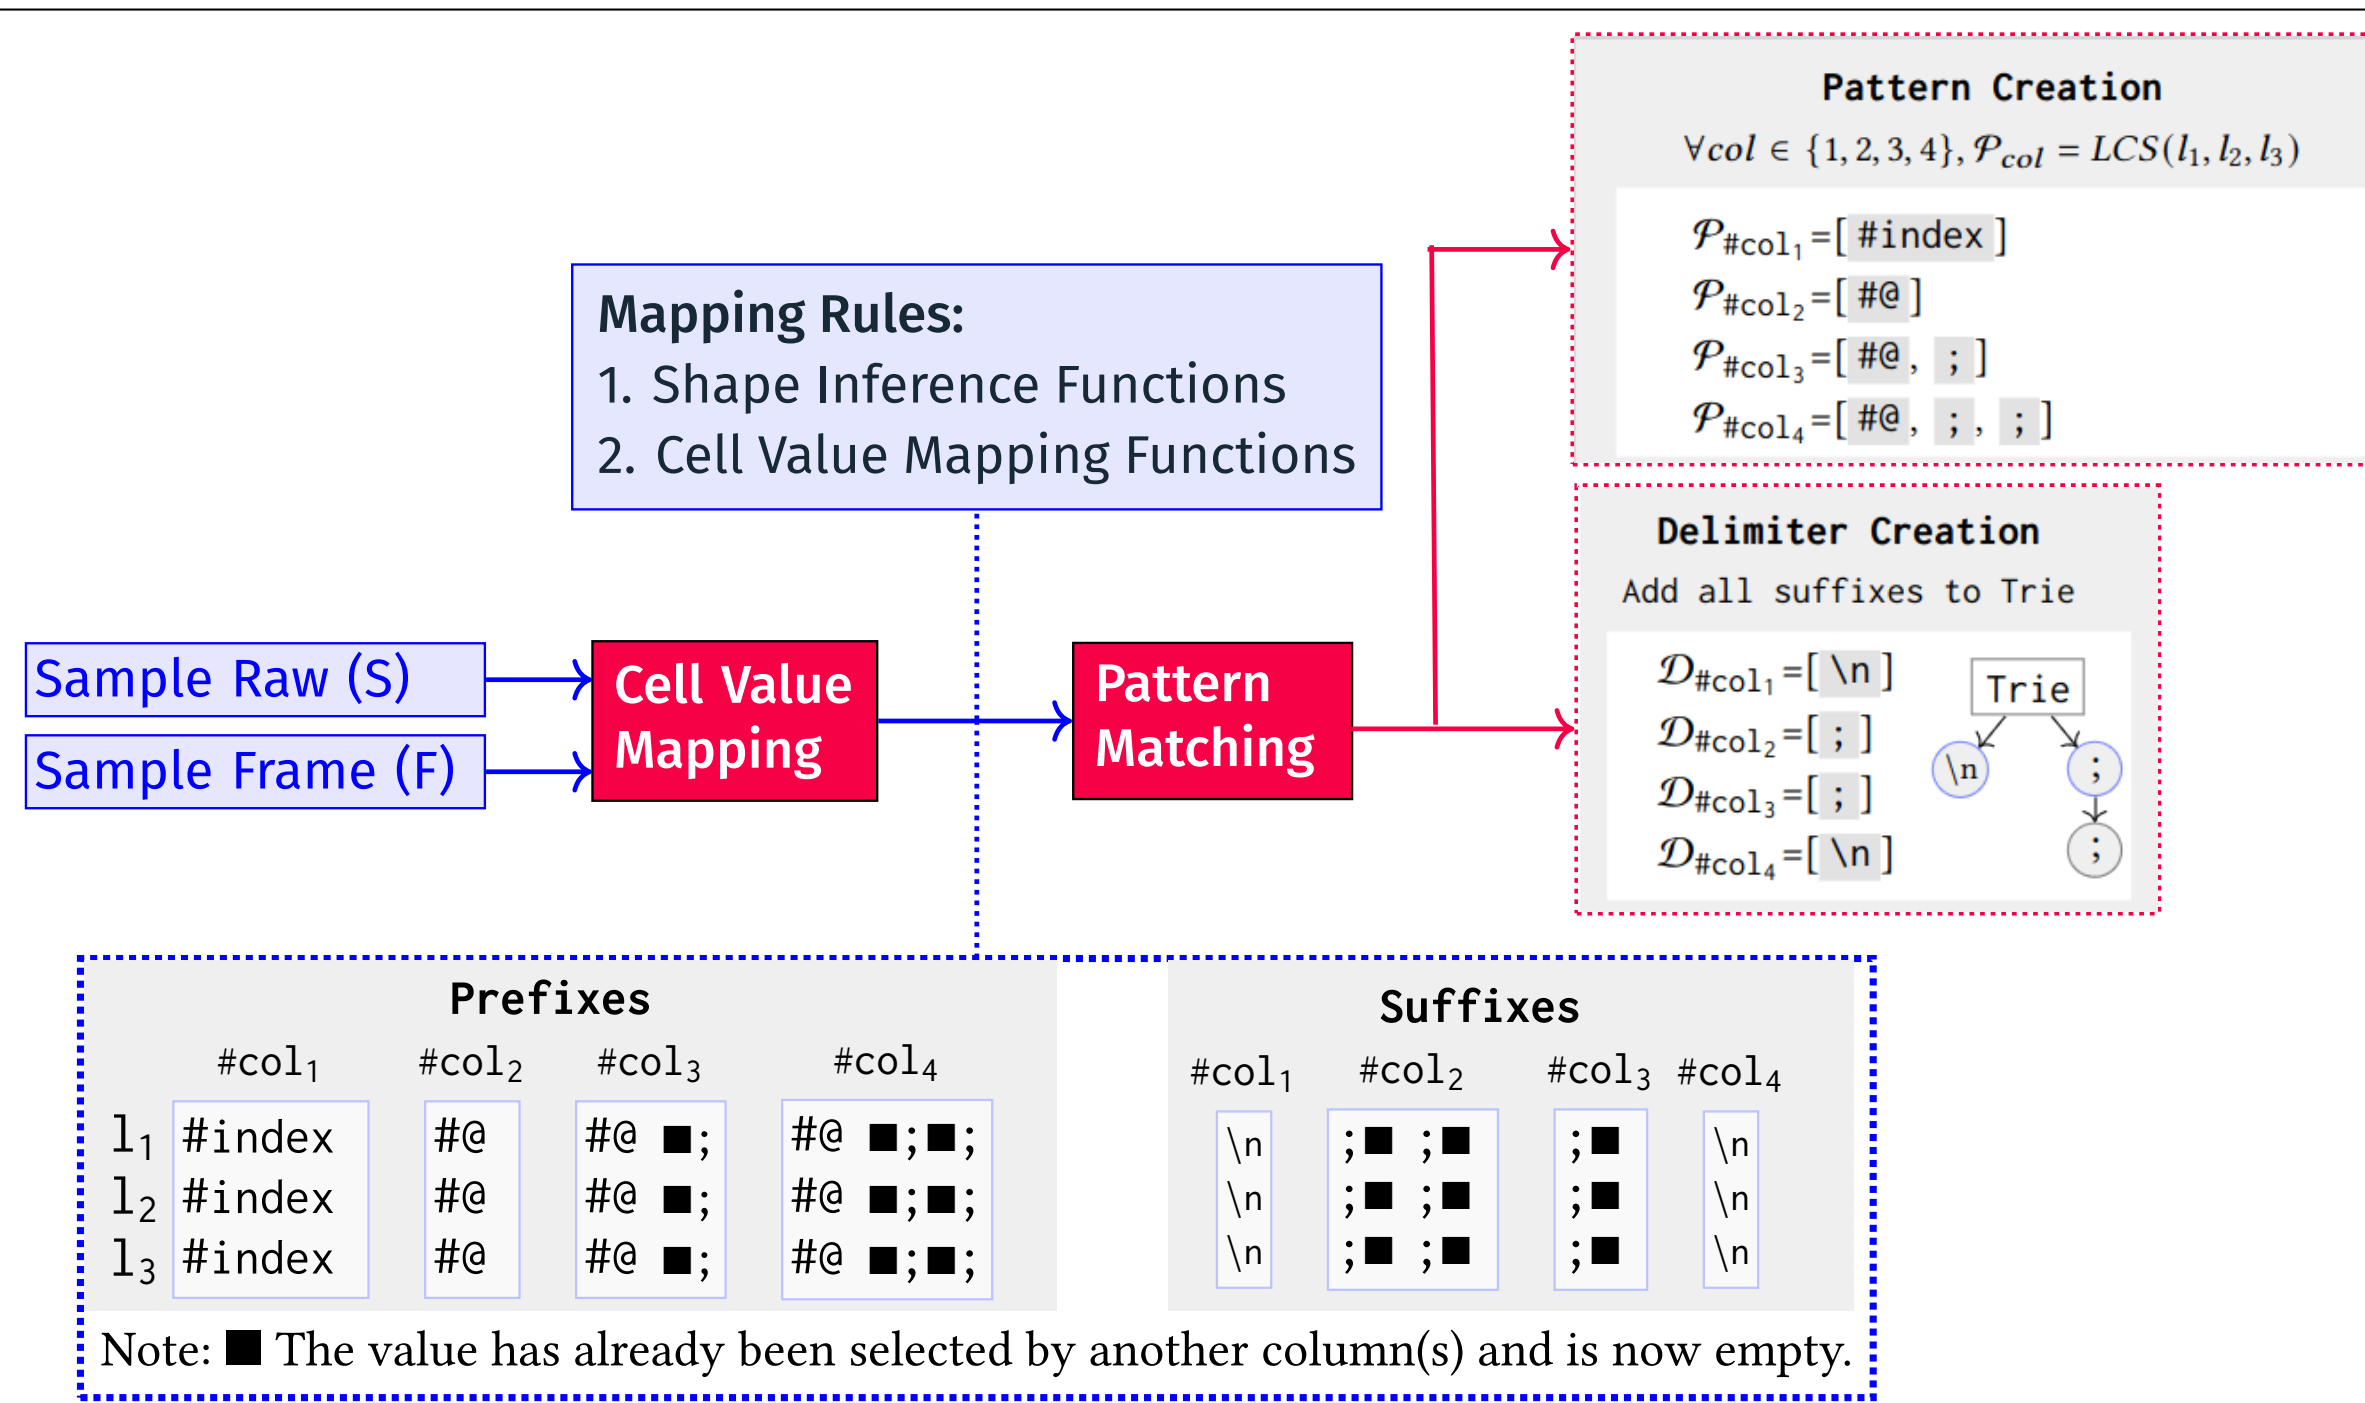 Pattern Creation
∀col ∈ {1, 2, 3, 4}, 𝒫col = LCS(l₁, l₂, l₃)
𝒫#col₁=[ #index ]
𝒫#col₂=[ #@ ]
𝒫#col₃=[ #@ , ; ]
𝒫#col₄=[ #@ , ; , ; ]
Mapping Rules:
1. Shape Inference Functions
2. Cell Value Mapping Functions
Delimiter Creation
Add all suffixes to Trie
𝒟#col₁=[ \n ]
𝒟#col₂=[ ; ]
𝒟#col₃=[ ; ]
𝒟#col₄=[ \n ]
Trie
\n ;
;
Sample Raw (S)
Sample Frame (F)
Cell Value
Mapping
Pattern
Matching
Prefixes
#col₁ #col₂ #col₃ #col₄
l₁ #index #@ #@ ■; #@ ■;■;
l₂ #index #@ #@ ■; #@ ■;■;
l₃ #index #@ #@ ■; #@ ■;■;
Suffixes
#col₁ #col₂ #col₃ #col₄
\n ;■ ;■ ;■ \n
\n ;■ ;■ ;■ \n
\n ;■ ;■ ;■ \n
Note: ■ The value has already been selected by another column(s) and is now empty.